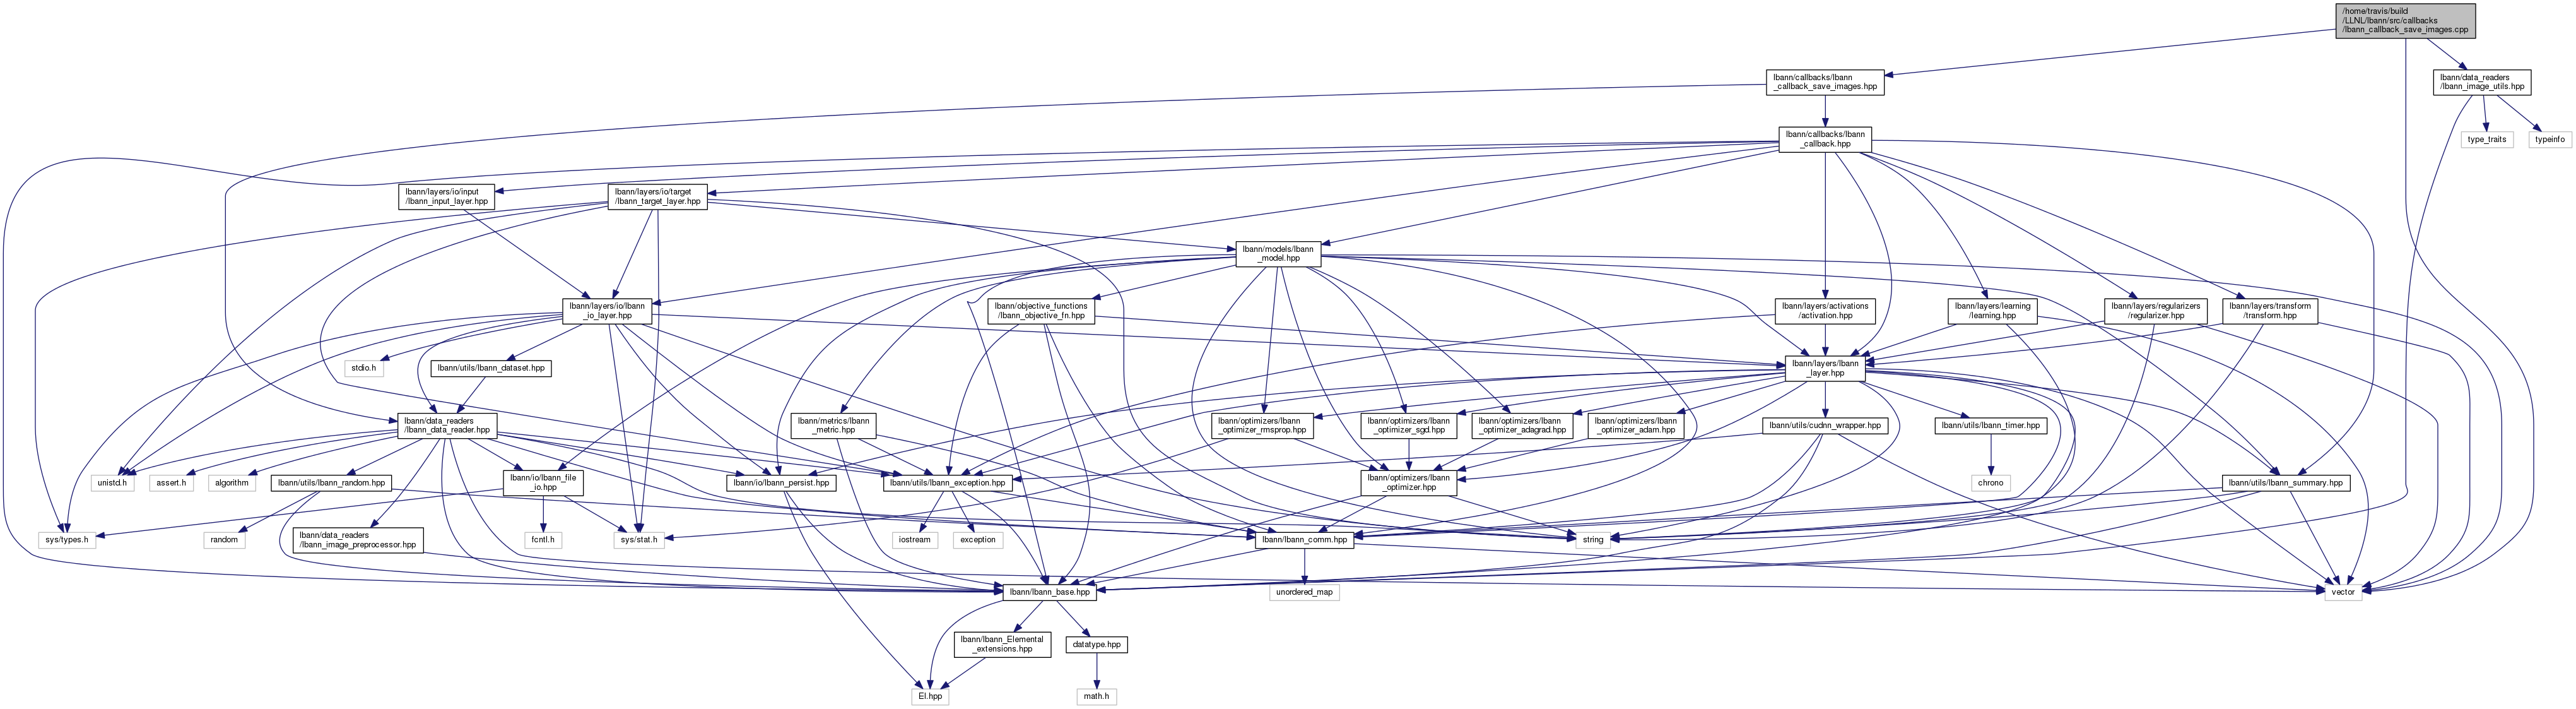 /home/travis/build
/LLNL/lbann/src/callbacks
/lbann_callback_save_images.cpp
lbann/callbacks/lbann
_callback_save_images.hpp
lbann/data_readers
/lbann_image_utils.hpp
lbann/callbacks/lbann
_callback.hpp
type_traits
typeinfo
lbann/layers/io/input
/lbann_input_layer.hpp
lbann/layers/io/target
/lbann_target_layer.hpp
lbann/models/lbann
_model.hpp
lbann/layers/io/lbann
_io_layer.hpp
lbann/objective_functions
/lbann_objective_fn.hpp
lbann/layers/activations
/activation.hpp
lbann/layers/learning
/learning.hpp
lbann/layers/regularizers
/regularizer.hpp
lbann/layers/transform
/transform.hpp
stdio.h
lbann/utils/lbann_dataset.hpp
lbann/layers/lbann
_layer.hpp
lbann/data_readers
/lbann_data_reader.hpp
lbann/metrics/lbann
_metric.hpp
lbann/optimizers/lbann
_optimizer_rmsprop.hpp
lbann/optimizers/lbann
_optimizer_sgd.hpp
lbann/optimizers/lbann
_optimizer_adagrad.hpp
lbann/optimizers/lbann
_optimizer_adam.hpp
lbann/utils/cudnn_wrapper.hpp
lbann/utils/lbann_timer.hpp
unistd.h
assert.h
algorithm
lbann/utils/lbann_random.hpp
lbann/io/lbann_file
_io.hpp
lbann/io/lbann_persist.hpp
lbann/utils/lbann_exception.hpp
lbann/optimizers/lbann
_optimizer.hpp
chrono
lbann/utils/lbann_summary.hpp
sys/types.h
random
lbann/data_readers
/lbann_image_preprocessor.hpp
fcntl.h
sys/stat.h
iostream
exception
lbann/lbann_comm.hpp
string
lbann/lbann_base.hpp
unordered_map
vector
lbann/lbann_Elemental
_extensions.hpp
datatype.hpp
El.hpp
math.h